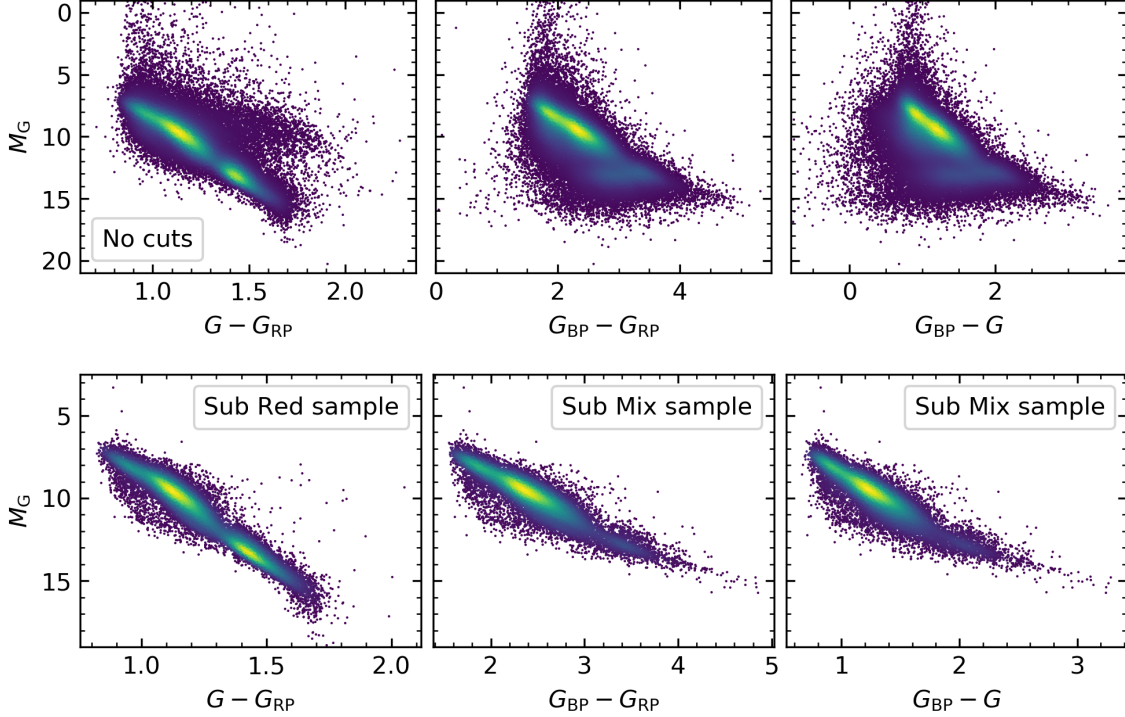 0
5
10
15
20
M_G
No cuts
1.0 1.5 2.0
0 2 4
0 2
G − G_RP
G_BP − G_RP
G_BP − G
5
10
15
M_G
Sub Red sample
Sub Mix sample
Sub Mix sample
1.0 1.5 2.0
2 3 4 5
1 2 3
G − G_RP
G_BP − G_RP
G_BP − G